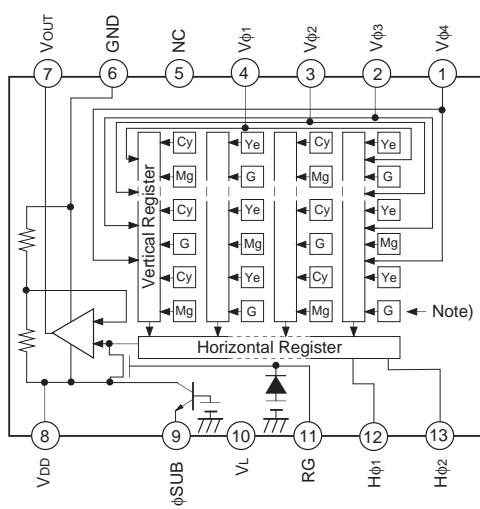 VOUT GND NC Vϕ1 Vϕ2 Vϕ3 Vϕ4
7 6 5 4 3 2 1
Cy Ye Cy Ye
Mg G Mg G
Cy Ye Cy Ye
G Mg G Mg
Cy Ye Cy Ye
Mg G Mg G
Vertical Register
Note)
Horizontal Register
8 9 10 11 12 13
VDD ϕSUB VL RG Hϕ1 Hϕ2